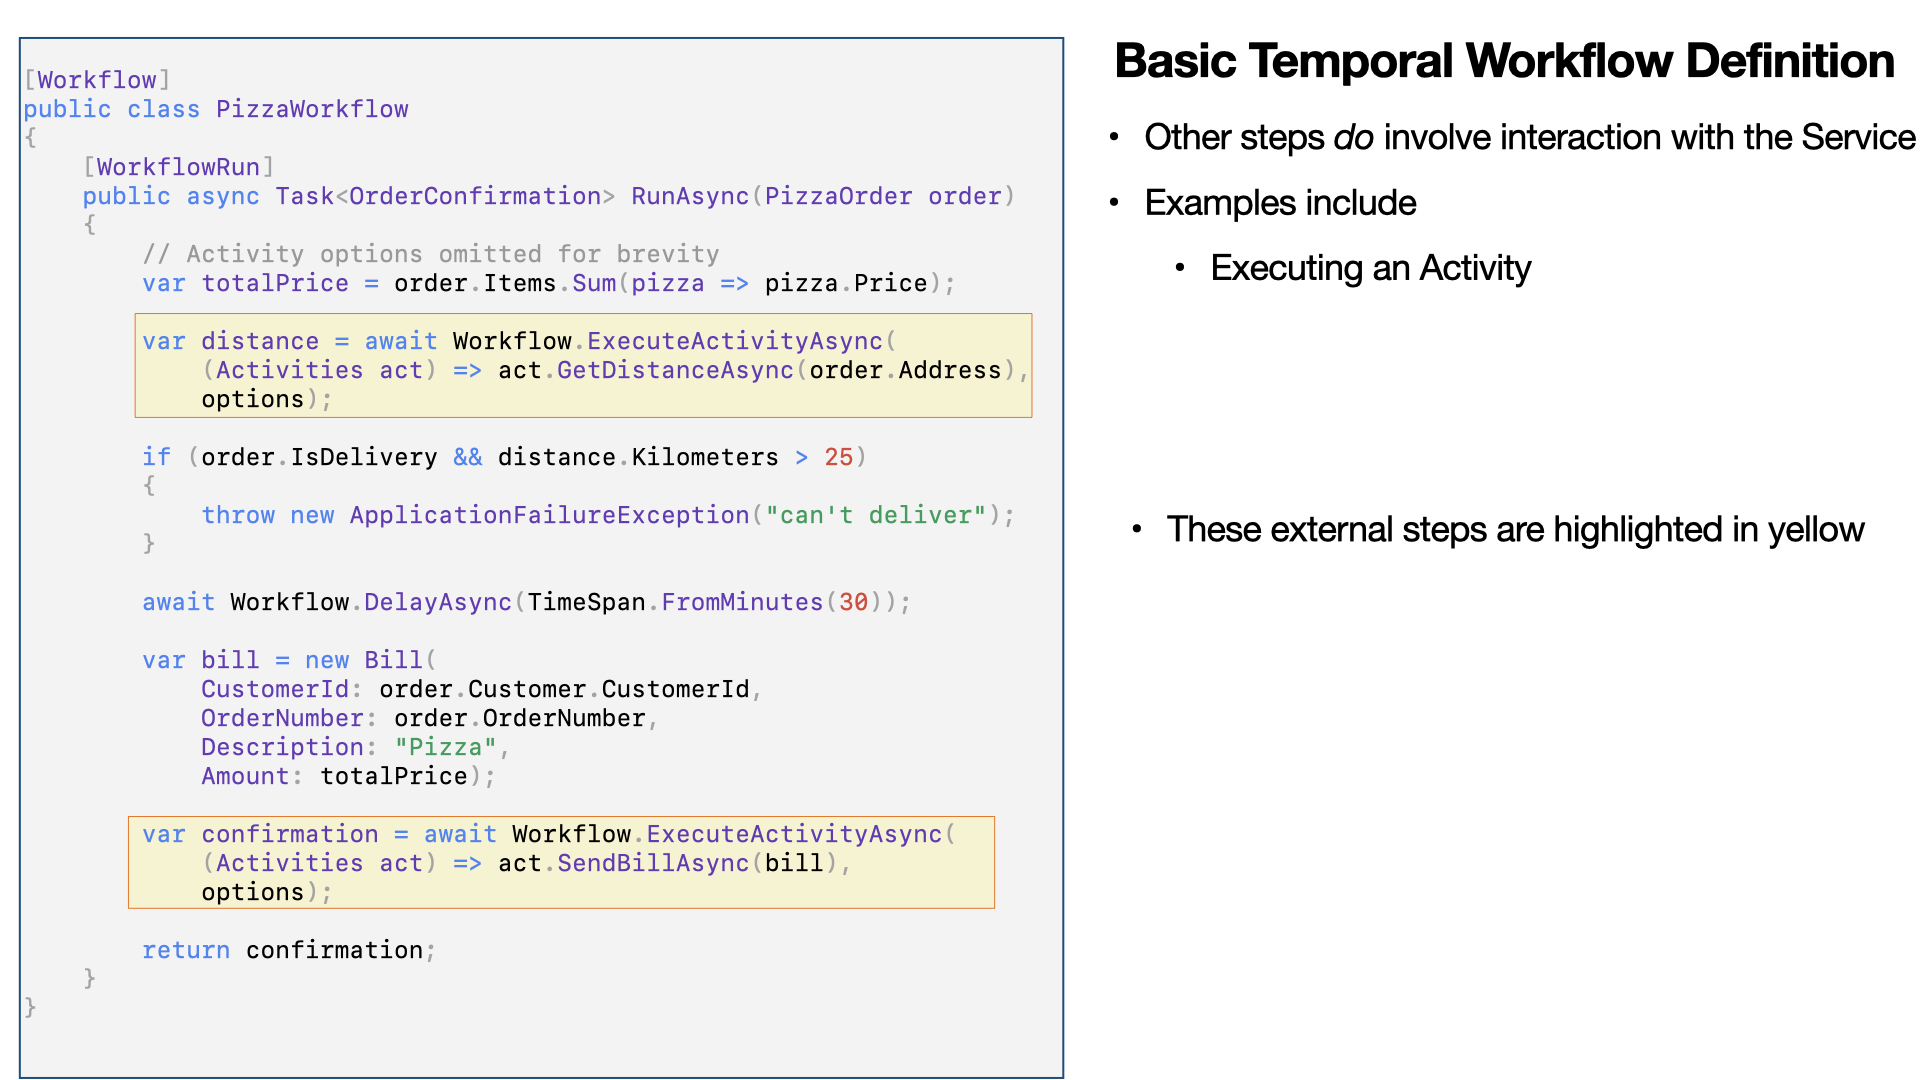 [Workflow]
public class PizzaWorkflow
{
    [WorkflowRun]
    public async Task<OrderConfirmation> RunAsync(PizzaOrder order)
    {
        // Activity options omitted for brevity
        var totalPrice = order.Items.Sum(pizza => pizza.Price);

        var distance = await Workflow.ExecuteActivityAsync(
            (Activities act) => act.GetDistanceAsync(order.Address),
            options);

        if (order.IsDelivery && distance.Kilometers > 25)
        {
            throw new ApplicationFailureException("can't deliver");
        }

        await Workflow.DelayAsync(TimeSpan.FromMinutes(30));

        var bill = new Bill(
            CustomerId: order.Customer.CustomerId,
            OrderNumber: order.OrderNumber,
            Description: "Pizza",
            Amount: totalPrice);

        var confirmation = await Workflow.ExecuteActivityAsync(
            (Activities act) => act.SendBillAsync(bill),
            options);

        return confirmation;
    }
}
Basic Temporal Workflow Definition
• Other steps do involve interaction with the Service
• Examples include
• Executing an Activity
• These external steps are highlighted in yellow